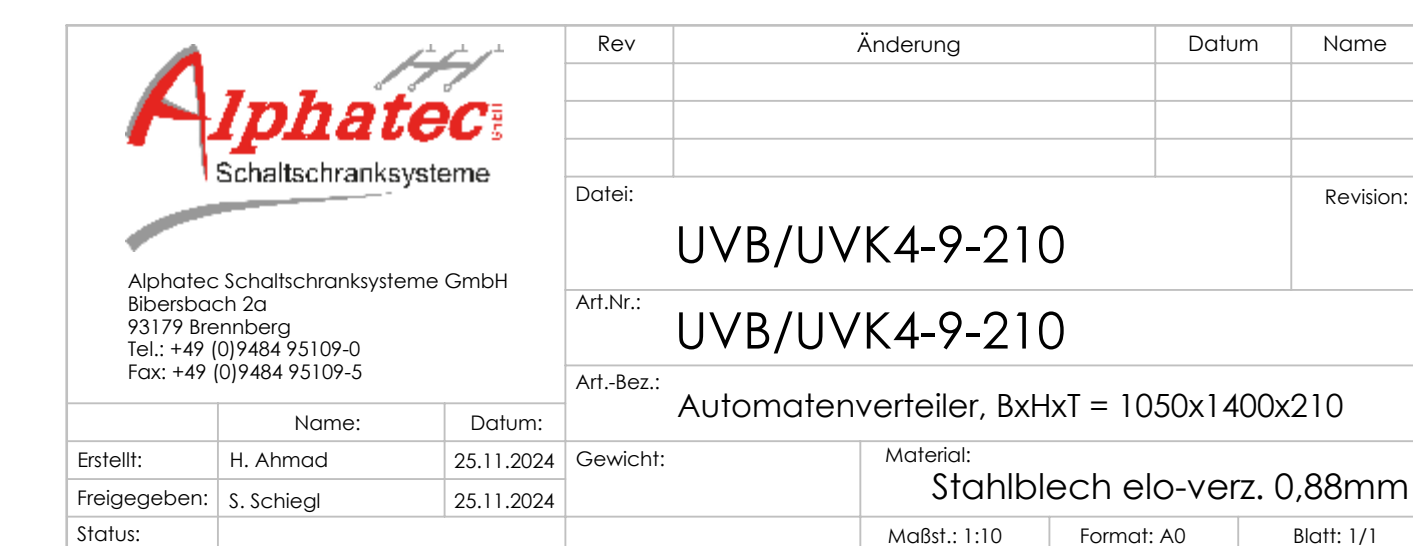 Alphatec GmbH
Schaltschranksysteme
Alphatec Schaltschranksysteme GmbH
Bibersbach 2a
93179 Brennberg
Tel.: +49 (0)9484 95109-0
Fax: +49 (0)9484 95109-5
Name: Datum:
Erstellt: H. Ahmad 25.11.2024
Freigegeben: S. Schiegl 25.11.2024
Status:
Rev Änderung Datum Name
Datei: Revision:
UVB/UVK4-9-210
Art.Nr.:
UVB/UVK4-9-210
Art.-Bez.:
Automatenverteiler, BxHxT = 1050x1400x210
Gewicht: Material:
Stahlblech elo-verz. 0,88mm
Maßst.: 1:10 Format: A0 Blatt: 1/1